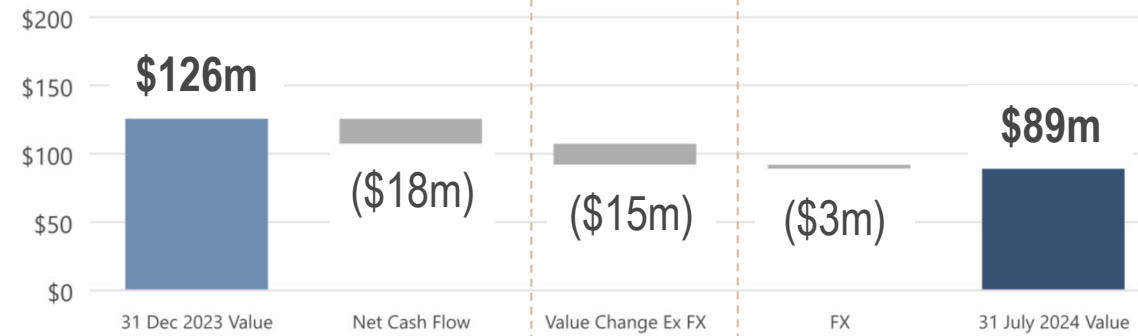 $200
$150
$100
$50
$0
$126m
($18m)
($15m)
($3m)
$89m
31 Dec 2023 Value
Net Cash Flow
Value Change Ex FX
FX
31 July 2024 Value